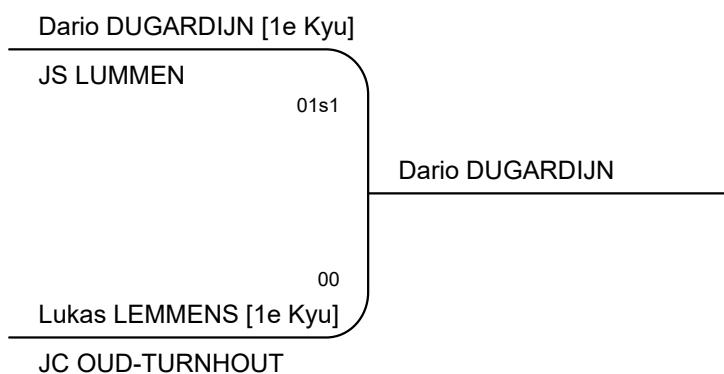 Dario DUGARDIJN [1e Kyu]
JS LUMMEN
01s1
Dario DUGARDIJN
00
Lukas LEMMENS [1e Kyu]
JC OUD-TURNHOUT